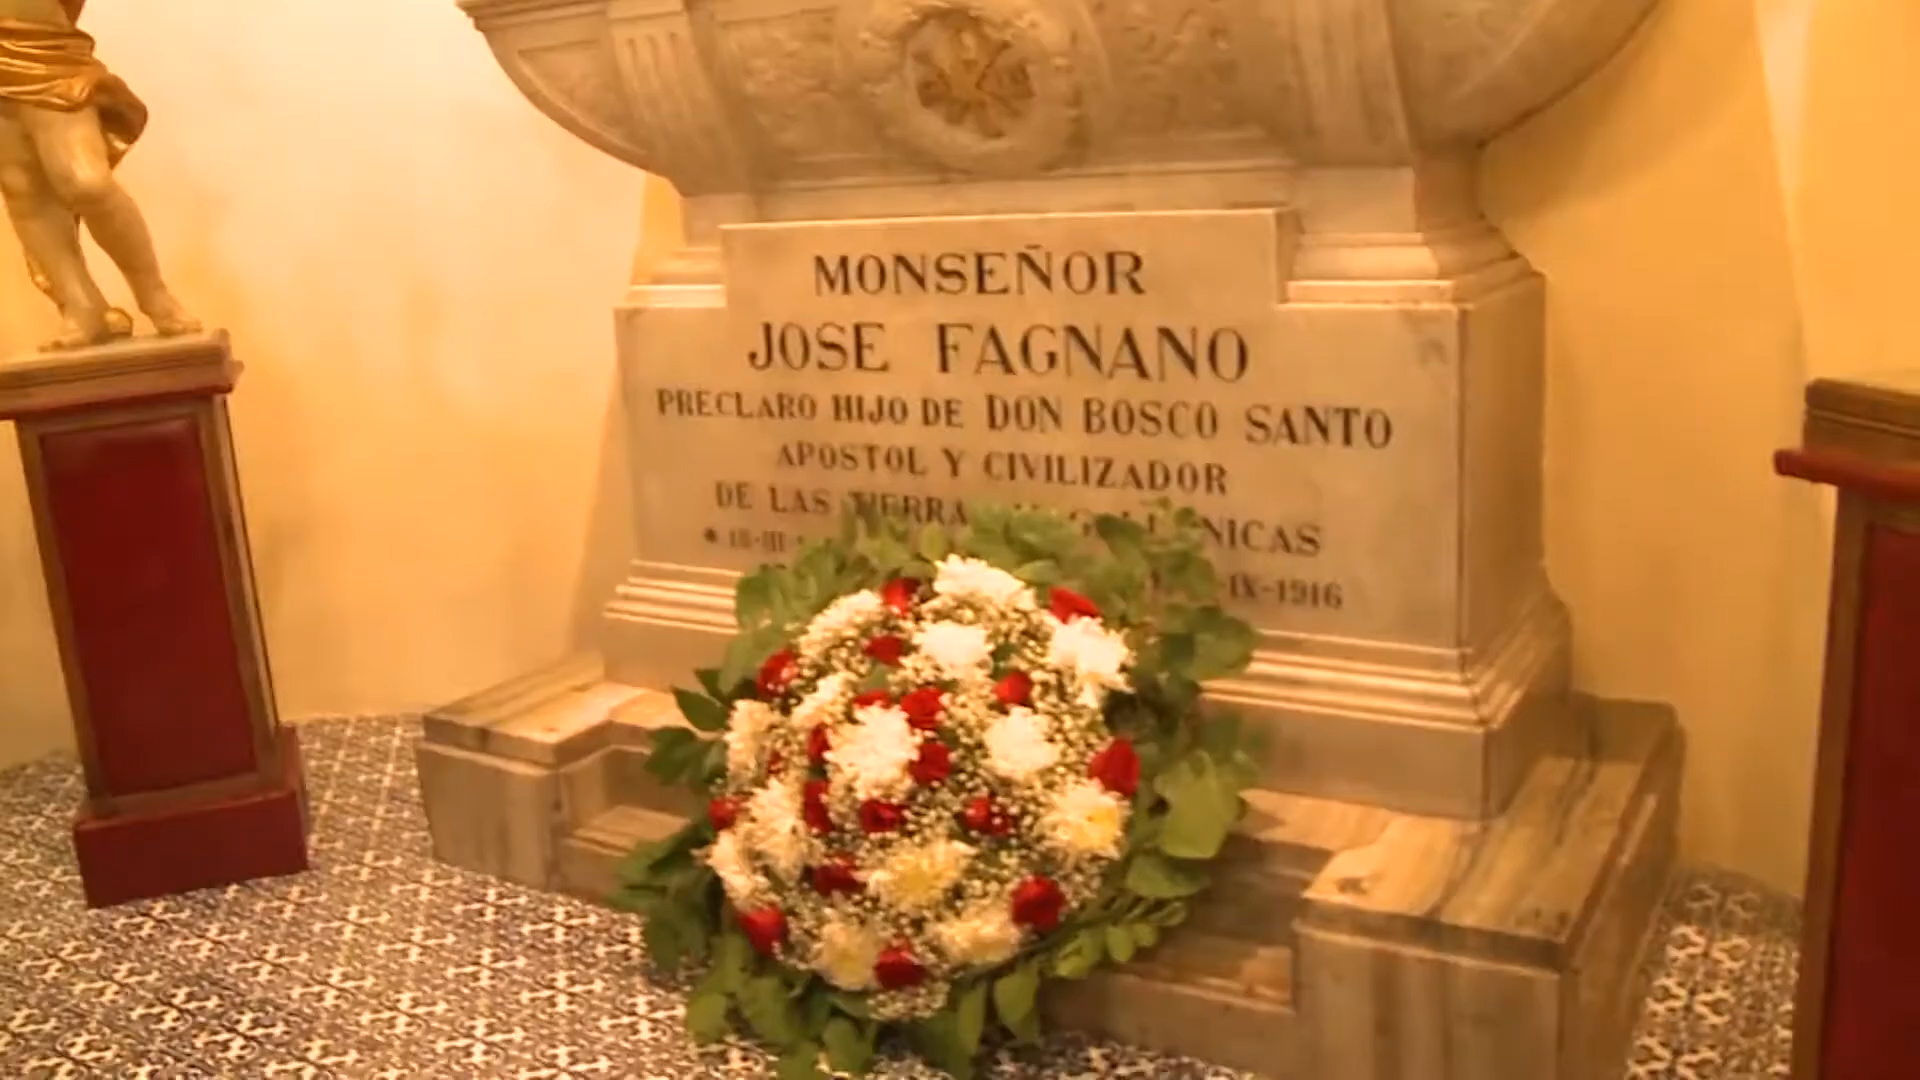 MONSEÑOR
JOSE FAGNANO
PRECLARO HIJO DE DON BOSCO SANTO
APOSTOL Y CIVILIZADOR
DE LAS
IX-1916